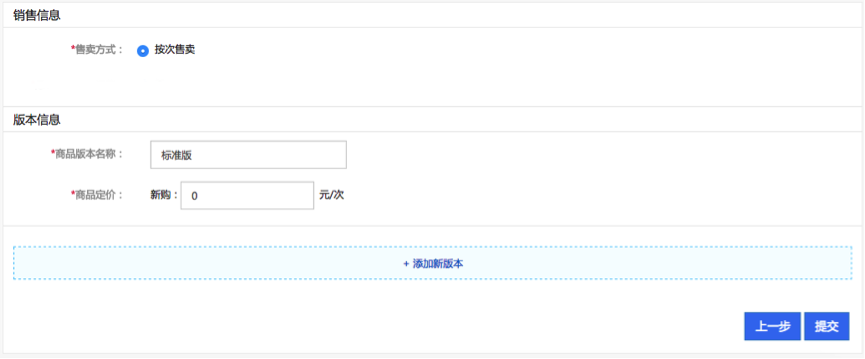 销售信息
*售卖方式： 按次售卖
版本信息
*商品版本名称： 标准版
*商品定价： 新购： 0 元/次
+ 添加新版本
上一步 提交